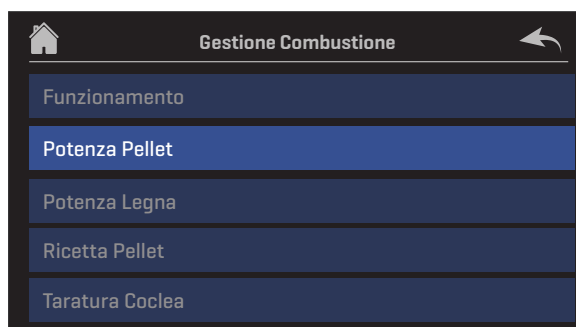 Gestione Combustione
Funzionamento
Potenza Pellet
Potenza Legna
Ricetta Pellet
Taratura Coclea